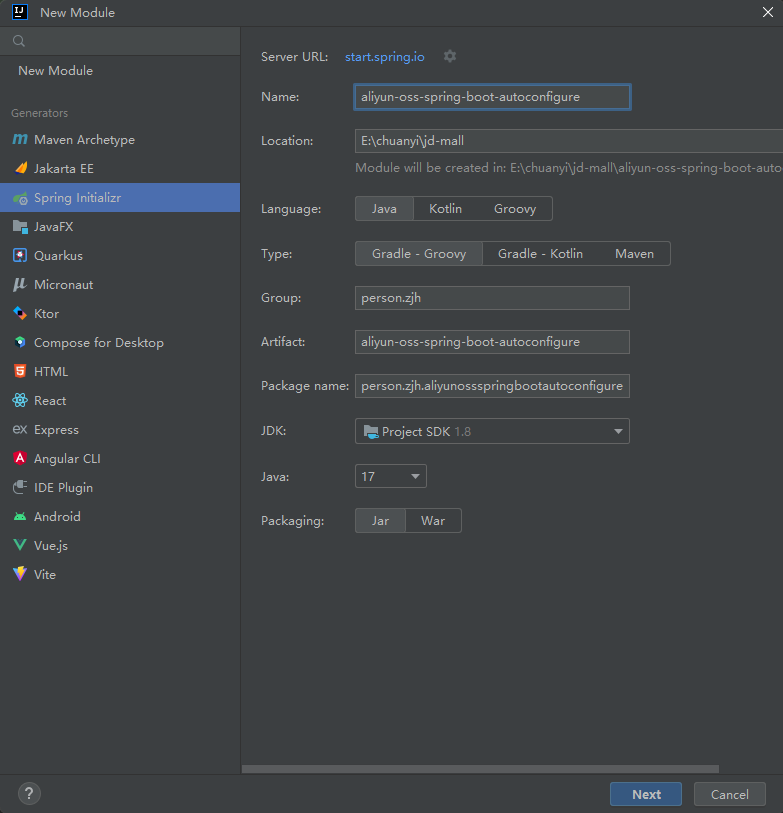 New Module
New Module
Generators
Maven Archetype
Jakarta EE
Spring Initializr
JavaFX
Quarkus
Micronaut
Ktor
Compose for Desktop
HTML
React
Express
Angular CLI
IDE Plugin
Android
Vue.js
Vite
Server URL: start.spring.io
Name: aliyun-oss-spring-boot-autoconfigure
Location: E:\chuanyi\jd-mall
Module will be created in: E:\chuanyi\jd-mall\aliyun-oss-spring-boot-auto
Language: Java Kotlin Groovy
Type: Gradle - Groovy Gradle - Kotlin Maven
Group: person.zjh
Artifact: aliyun-oss-spring-boot-autoconfigure
Package name: person.zjh.aliyunossspringbootautoconfigure
JDK: Project SDK 1.8
Java: 17
Packaging: Jar War
? Next Cancel